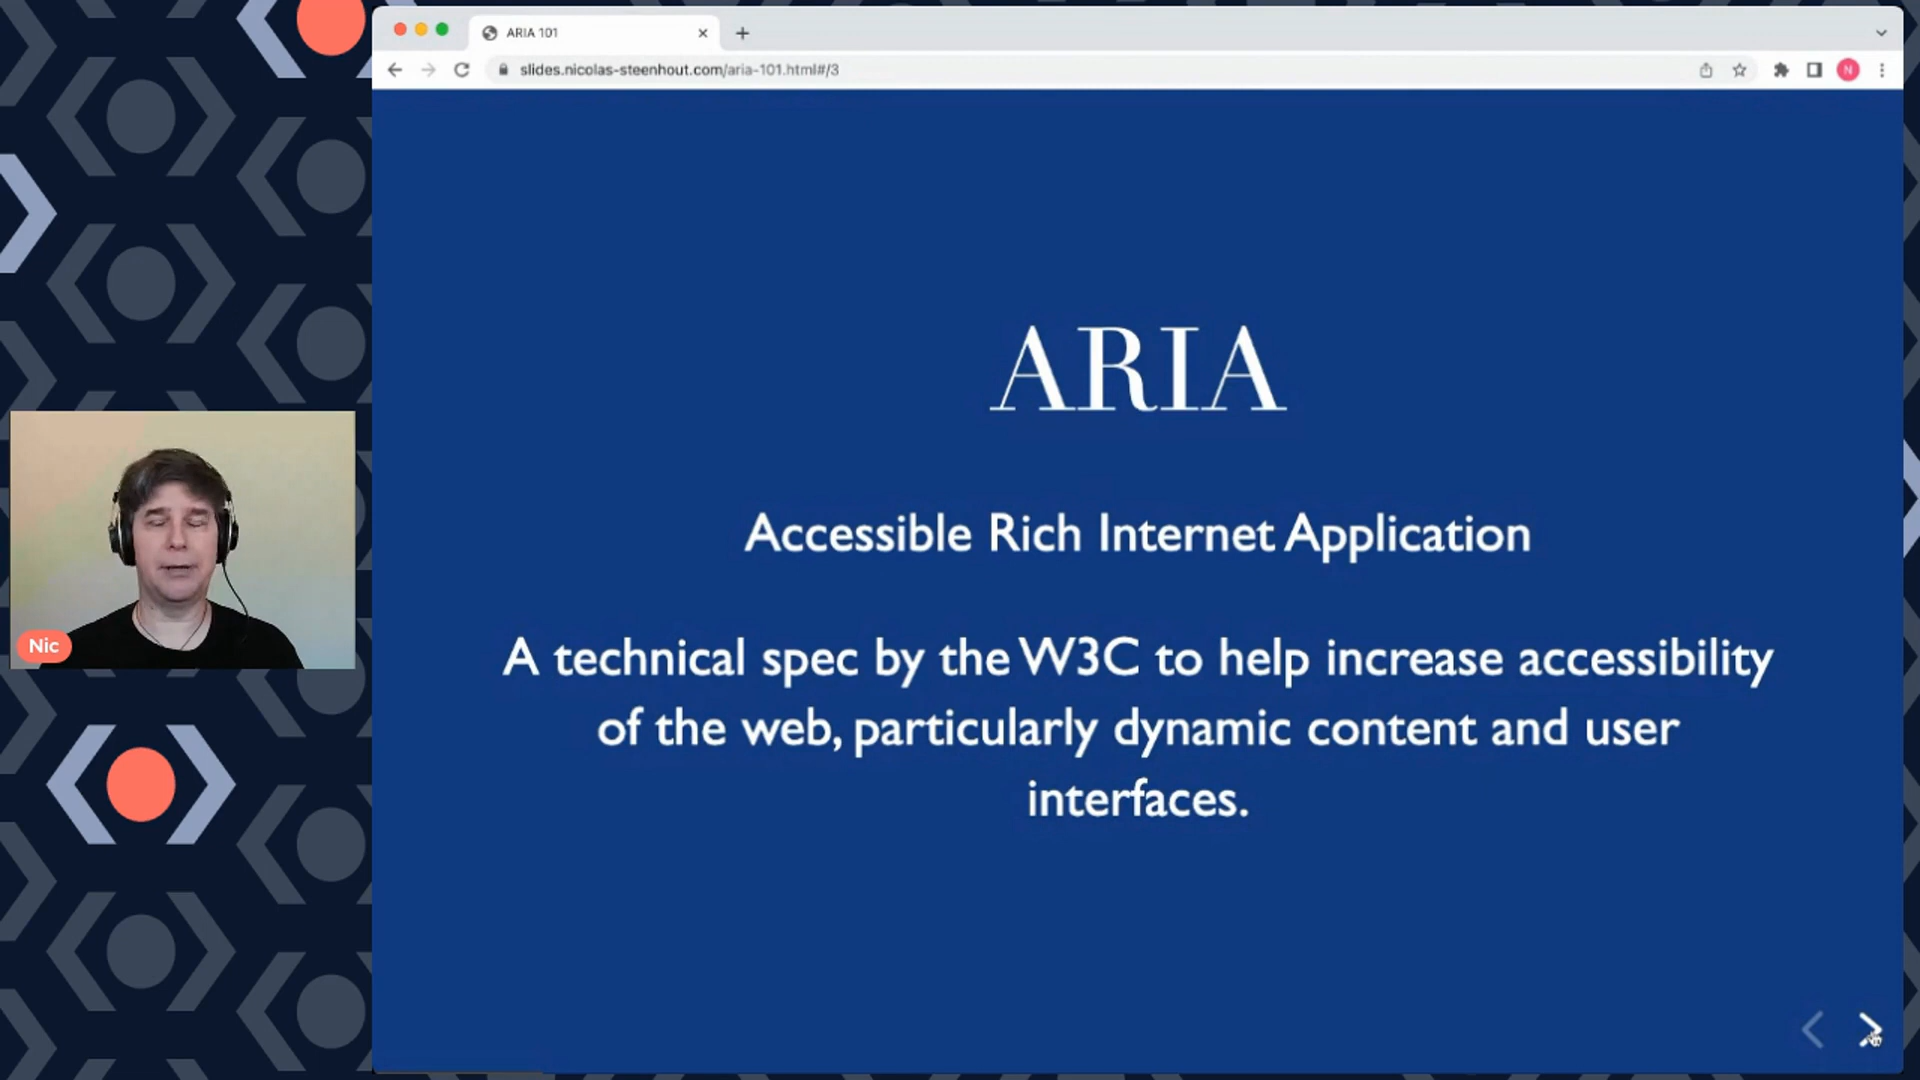 ARIA 101
slides.nicolas-steenhout.com/aria-101.html#/3
N
ARIA
Accessible Rich Internet Application
A technical spec by the W3C to help increase accessibility
of the web, particularly dynamic content and user
interfaces.
Nic